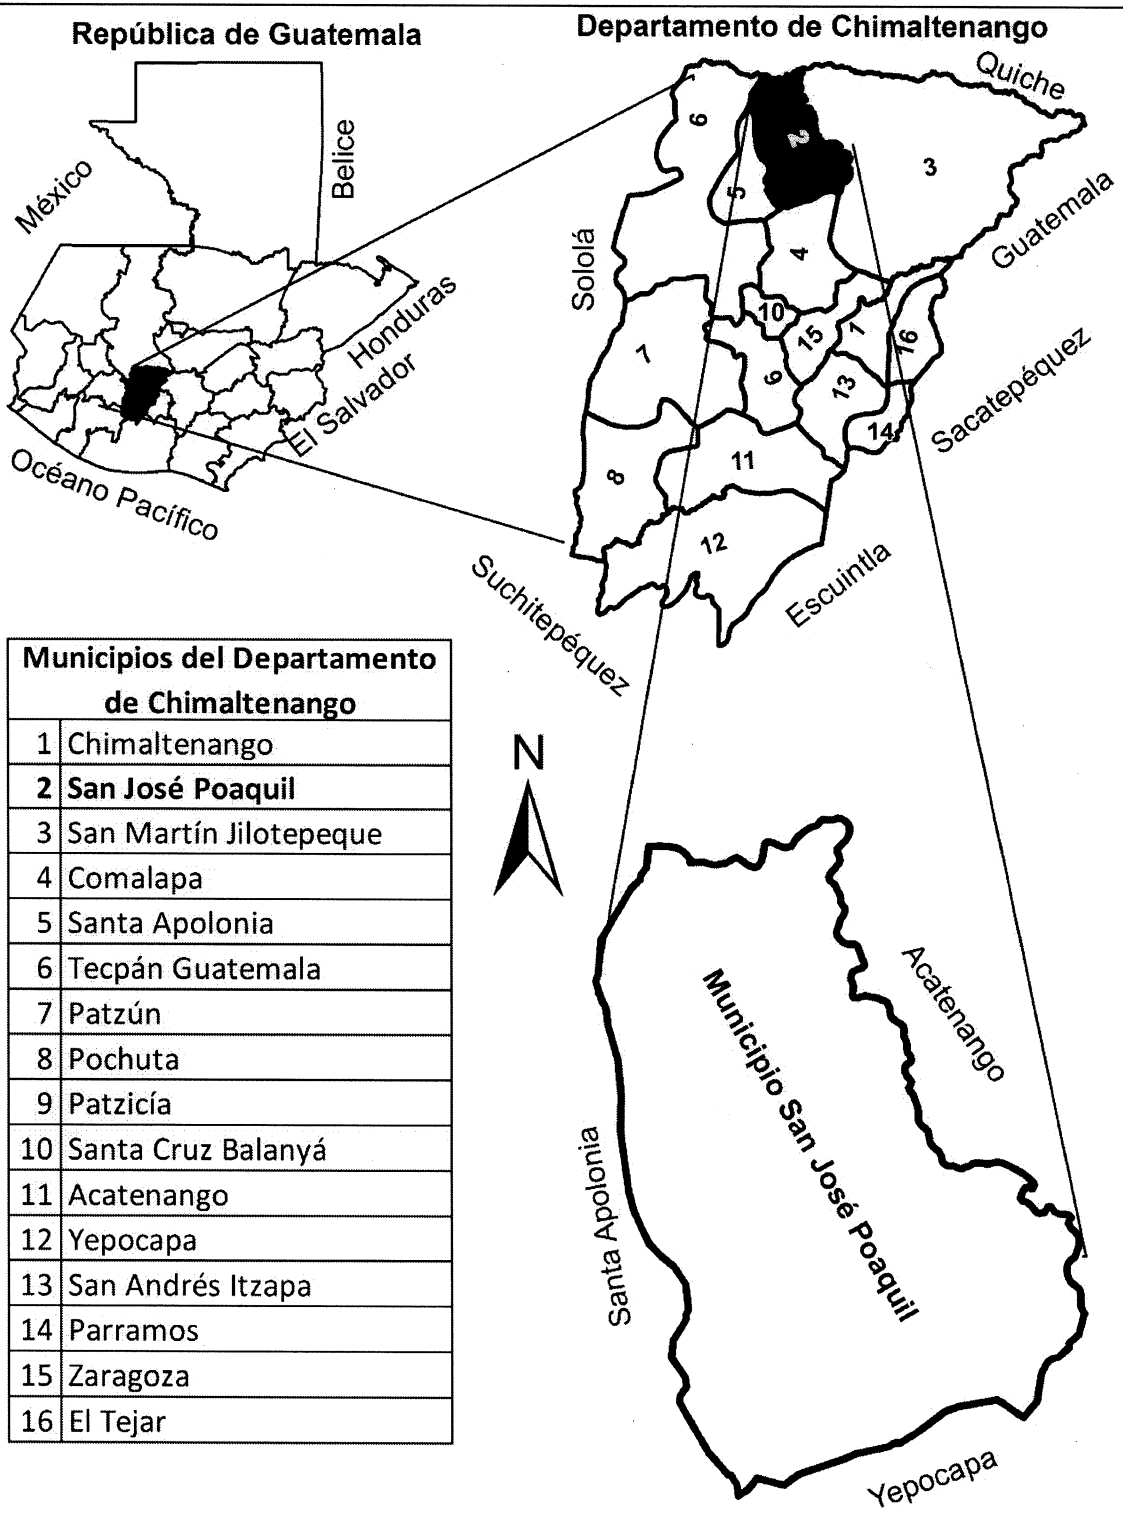 República de Guatemala
México
Belice
Honduras
El Salvador
Océano Pacífico
Departamento de Chimaltenango
Quiche
Guatemala
Sololá
Sacatepéquez
Escuintla
Suchitepéquez
6
2
3
5
4
10
15
1
16
7
9
13
14
8
11
12
Municipios del Departamento
de Chimaltenango
1 Chimaltenango
2 San José Poaquil
3 San Martín Jilotepeque
4 Comalapa
5 Santa Apolonia
6 Tecpán Guatemala
7 Patzún
8 Pochuta
9 Patzicía
10 Santa Cruz Balanyá
11 Acatenango
12 Yepocapa
13 San Andrés Itzapa
14 Parramos
15 Zaragoza
16 El Tejar
N
Acatenango
Municipio San José Poaquil
Santa Apolonia
Yepocapa